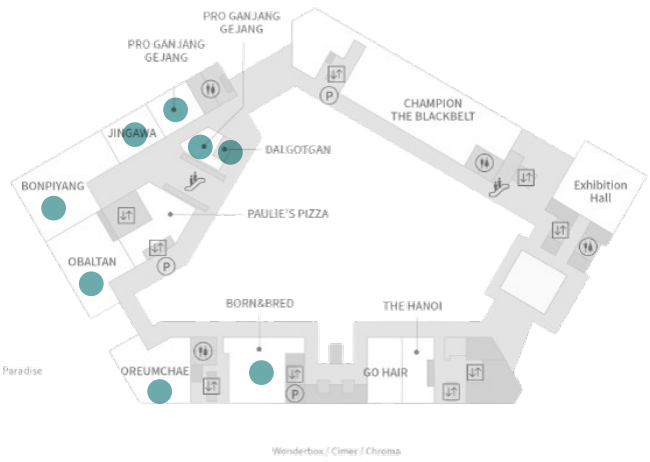 PRO GANJANG
GEJANG
PRO GANJANG
GEJANG
JINGAWA
DALGOTGAN
BONPIYANG
PAULIE'S PIZZA
OBALTAN
CHAMPION
THE BLACKBELT
Exhibition
Hall
BORN&BRED
THE HANOI
OREUMCHAE
GO HAIR
P
P
P
Paradise
Wonderbox / Cimer / Chroma